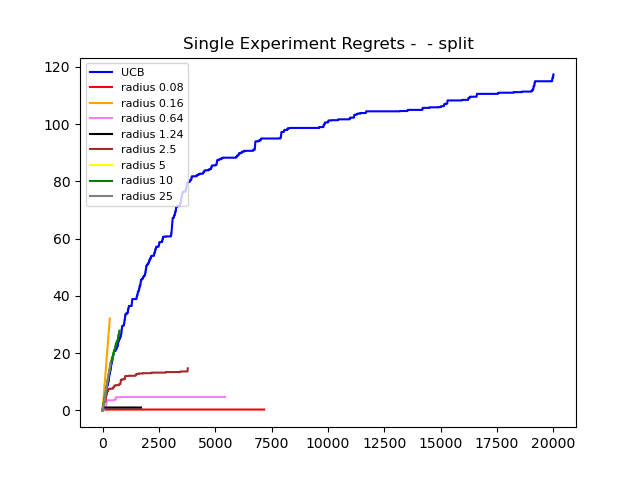 Single Experiment Regrets -  - split
UCB
radius 0.08
radius 0.16
radius 0.64
radius 1.24
radius 2.5
radius 5
radius 10
radius 25
120
100
80
60
40
20
0
0 2500 5000 7500 10000 12500 15000 17500 20000